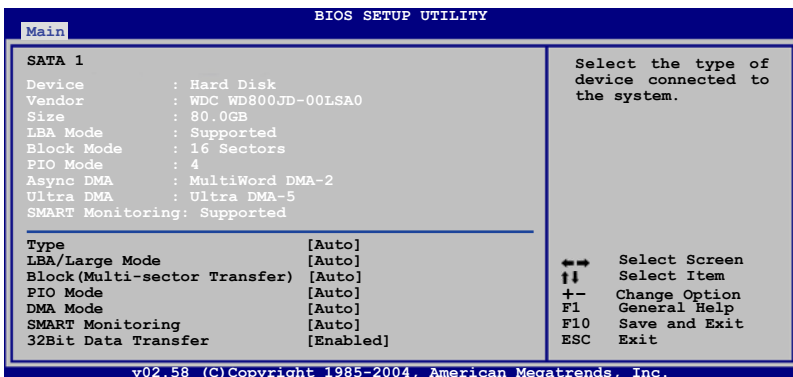 BIOS SETUP UTILITY
Main
SATA 1
Device : Hard Disk
Vendor : WDC WD800JD-00LSA0
Size : 80.0GB
LBA Mode : Supported
Block Mode : 16 Sectors
PIO Mode : 4
Async DMA : MultiWord DMA-2
Ultra DMA : Ultra DMA-5
SMART Monitoring: Supported
Type [Auto]
LBA/Large Mode [Auto]
Block(Multi-sector Transfer) [Auto]
PIO Mode [Auto]
DMA Mode [Auto]
SMART Monitoring [Auto]
32Bit Data Transfer [Enabled]
Select the type of
device connected to
the system.
←→ Select Screen
↑↓ Select Item
+- Change Option
F1 General Help
F10 Save and Exit
ESC Exit
v02.58 (C)Copyright 1985-2004, American Megatrends, Inc.